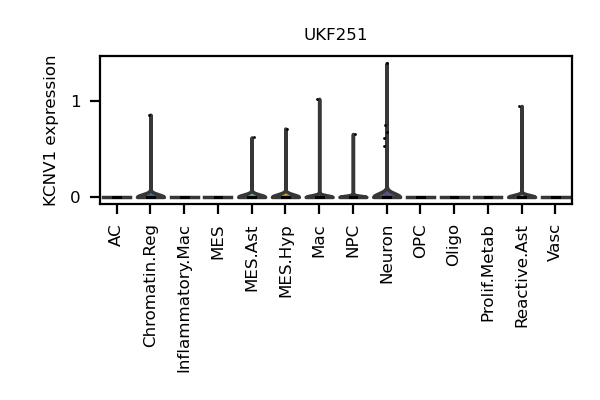 UKF251
KCNV1 expression
1
0
AC
Chromatin.Reg
Inflammatory.Mac
MES
MES.Ast
MES.Hyp
Mac
NPC
Neuron
OPC
Oligo
Prolif.Metab
Reactive.Ast
Vasc